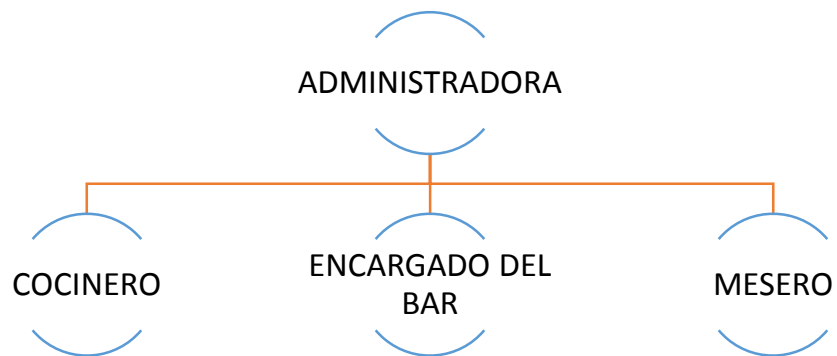 ADMINISTRADORA
COCINERO
ENCARGADO DEL
BAR
MESERO